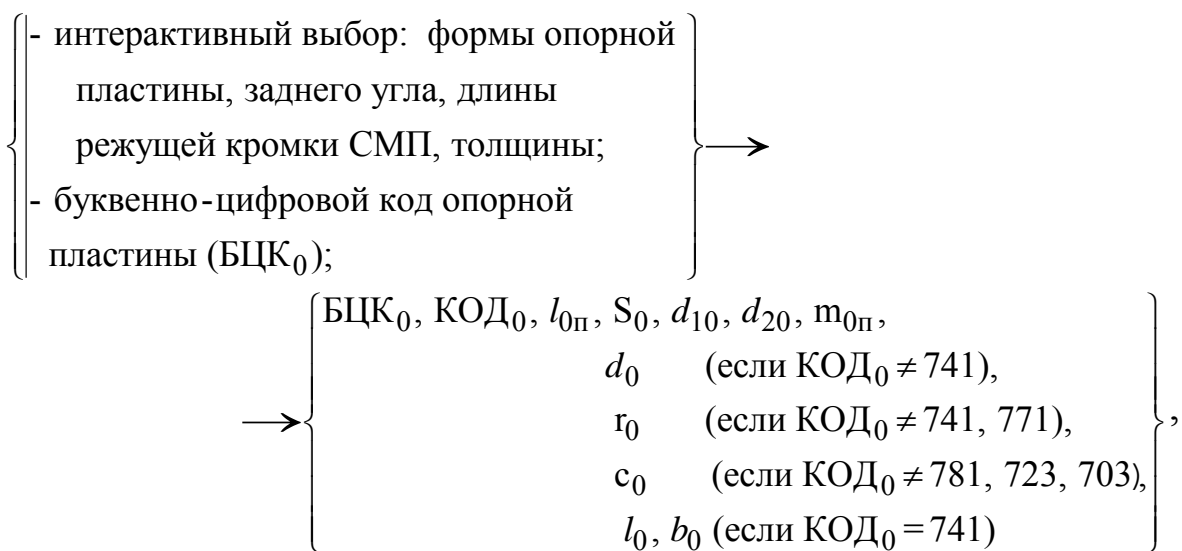 - интерактивный выбор: формы опорной
пластины, заднего угла, длины
режущей кромки СМП, толщины;
- буквенно-цифровой код опорной
пластины (БЦК₀);
→
→
БЦК₀, КОД₀, l₀ₙ, S₀, d₁₀, d₂₀, m₀ₙ,
d₀ (если КОД₀ ≠ 741),
r₀ (если КОД₀ ≠ 741, 771),
c₀ (если КОД₀ ≠ 781, 723, 703),
l₀, b₀ (если КОД₀ = 741)
,